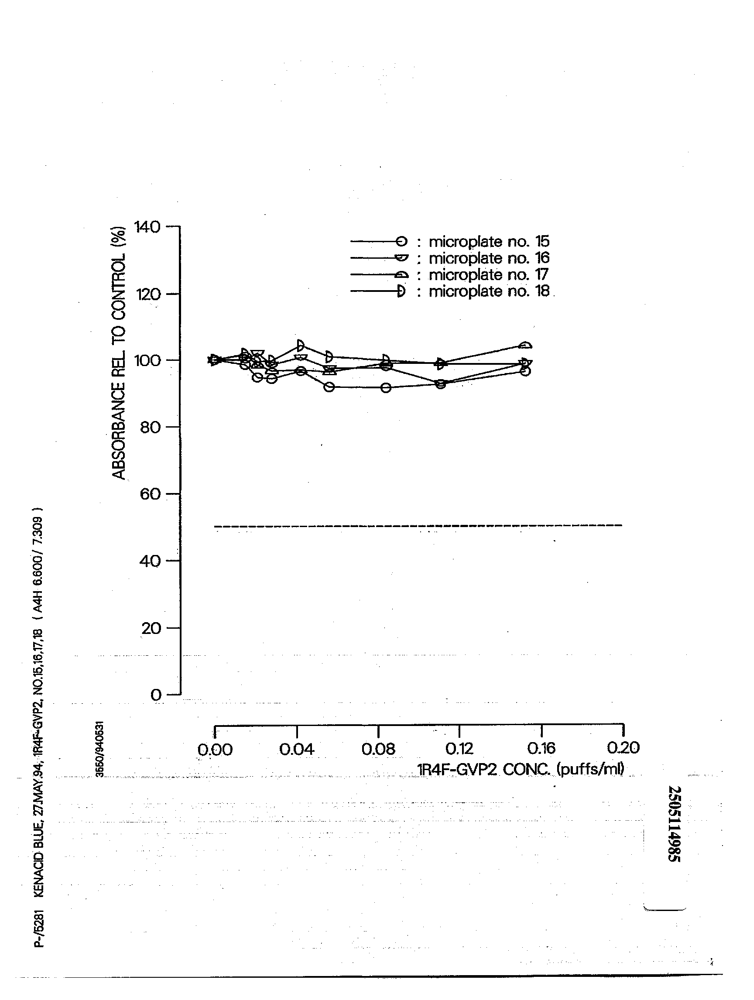 140
120
100
80
60
40
20
0
ABSORBANCE REL. TO CONTROL (%)
: microplate no. 15
: microplate no. 16
: microplate no. 17
: microplate no. 18
0.00 0.04 0.08 0.12 0.16 0.20
1R4F-GVP2 CONC. (puffs/ml)
3550/940531
P-/5281 KENACID BLUE, 27.MAY.94, 1R4F-GVP2, NO.15,16,17,18 ( A4H 6.600/ 7.309 )
2505114985